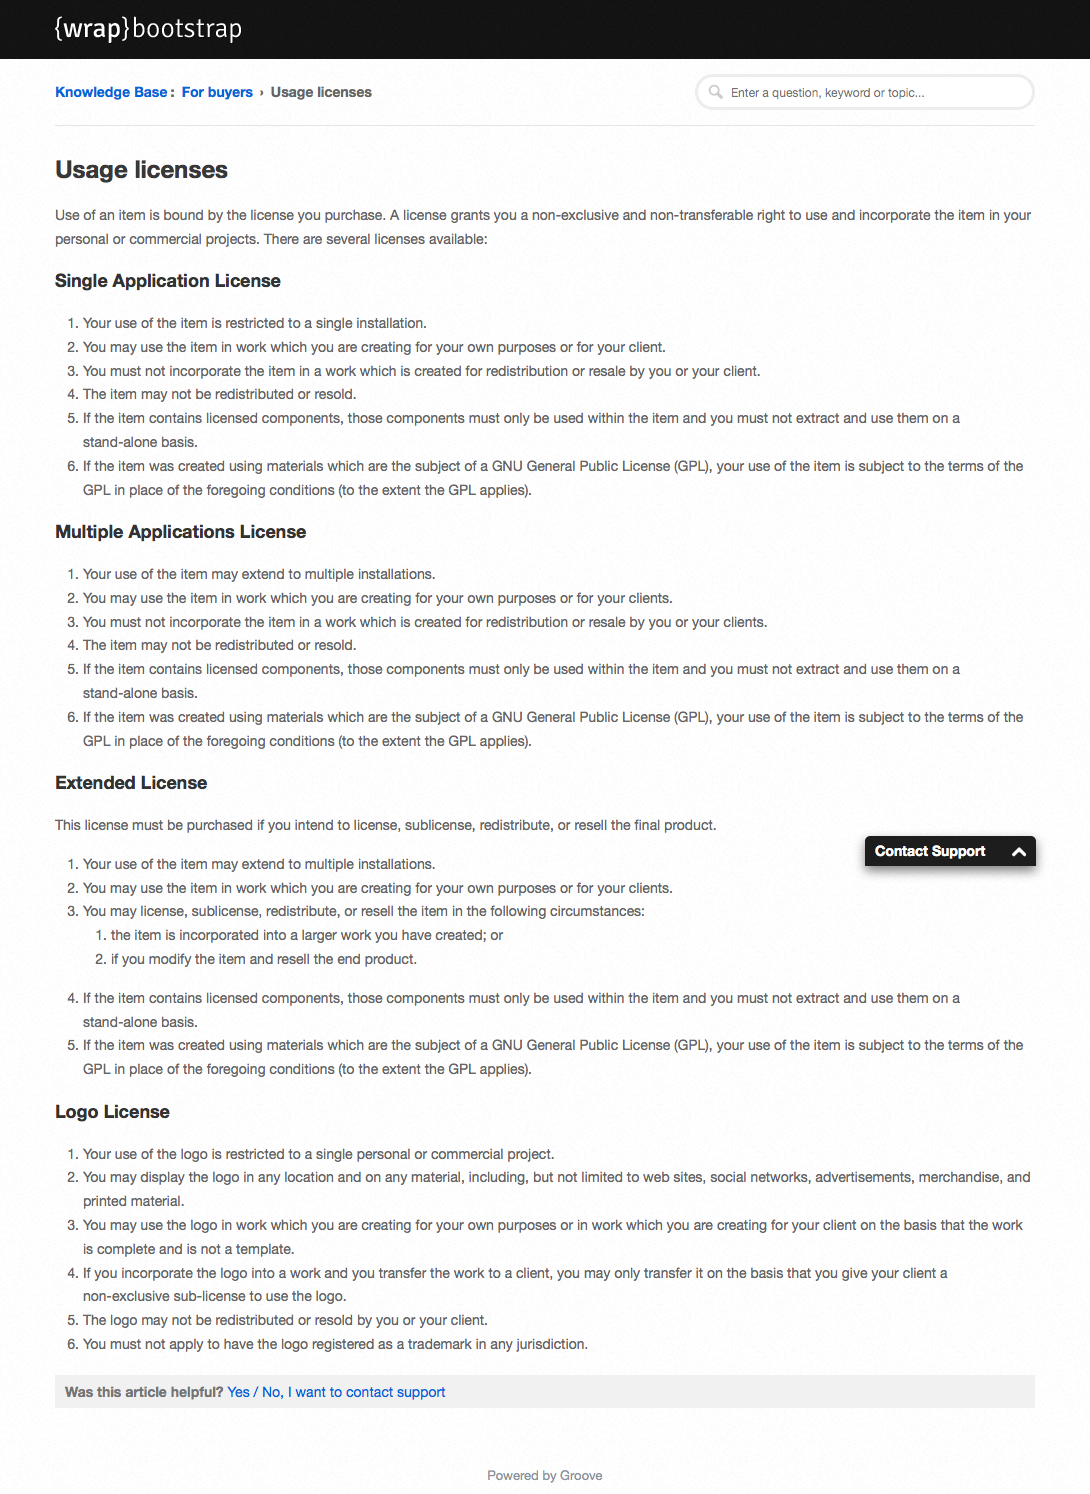 {wrap}bootstrap
Knowledge Base : For buyers › Usage licenses
Enter a question, keyword or topic...
Usage licenses
Use of an item is bound by the license you purchase. A license grants you a non-exclusive and non-transferable right to use and incorporate the item in your
personal or commercial projects. There are several licenses available:
Single Application License
1. Your use of the item is restricted to a single installation.
2. You may use the item in work which you are creating for your own purposes or for your client.
3. You must not incorporate the item in a work which is created for redistribution or resale by you or your client.
4. The item may not be redistributed or resold.
5. If the item contains licensed components, those components must only be used within the item and you must not extract and use them on a
stand-alone basis.
6. If the item was created using materials which are the subject of a GNU General Public License (GPL), your use of the item is subject to the terms of the
GPL in place of the foregoing conditions (to the extent the GPL applies).
Multiple Applications License
1. Your use of the item may extend to multiple installations.
2. You may use the item in work which you are creating for your own purposes or for your clients.
3. You must not incorporate the item in a work which is created for redistribution or resale by you or your clients.
4. The item may not be redistributed or resold.
5. If the item contains licensed components, those components must only be used within the item and you must not extract and use them on a
stand-alone basis.
6. If the item was created using materials which are the subject of a GNU General Public License (GPL), your use of the item is subject to the terms of the
GPL in place of the foregoing conditions (to the extent the GPL applies).
Extended License
This license must be purchased if you intend to license, sublicense, redistribute, or resell the final product.
Contact Support
1. Your use of the item may extend to multiple installations.
2. You may use the item in work which you are creating for your own purposes or for your clients.
3. You may license, sublicense, redistribute, or resell the item in the following circumstances:
1. the item is incorporated into a larger work you have created; or
2. if you modify the item and resell the end product.
4. If the item contains licensed components, those components must only be used within the item and you must not extract and use them on a
stand-alone basis.
5. If the item was created using materials which are the subject of a GNU General Public License (GPL), your use of the item is subject to the terms of the
GPL in place of the foregoing conditions (to the extent the GPL applies).
Logo License
1. Your use of the logo is restricted to a single personal or commercial project.
2. You may display the logo in any location and on any material, including, but not limited to web sites, social networks, advertisements, merchandise, and
printed material.
3. You may use the logo in work which you are creating for your own purposes or in work which you are creating for your client on the basis that the work
is complete and is not a template.
4. If you incorporate the logo into a work and you transfer the work to a client, you may only transfer it on the basis that you give your client a
non-exclusive sub-license to use the logo.
5. The logo may not be redistributed or resold by you or your client.
6. You must not apply to have the logo registered as a trademark in any jurisdiction.
Was this article helpful? Yes / No, I want to contact support
Powered by Groove